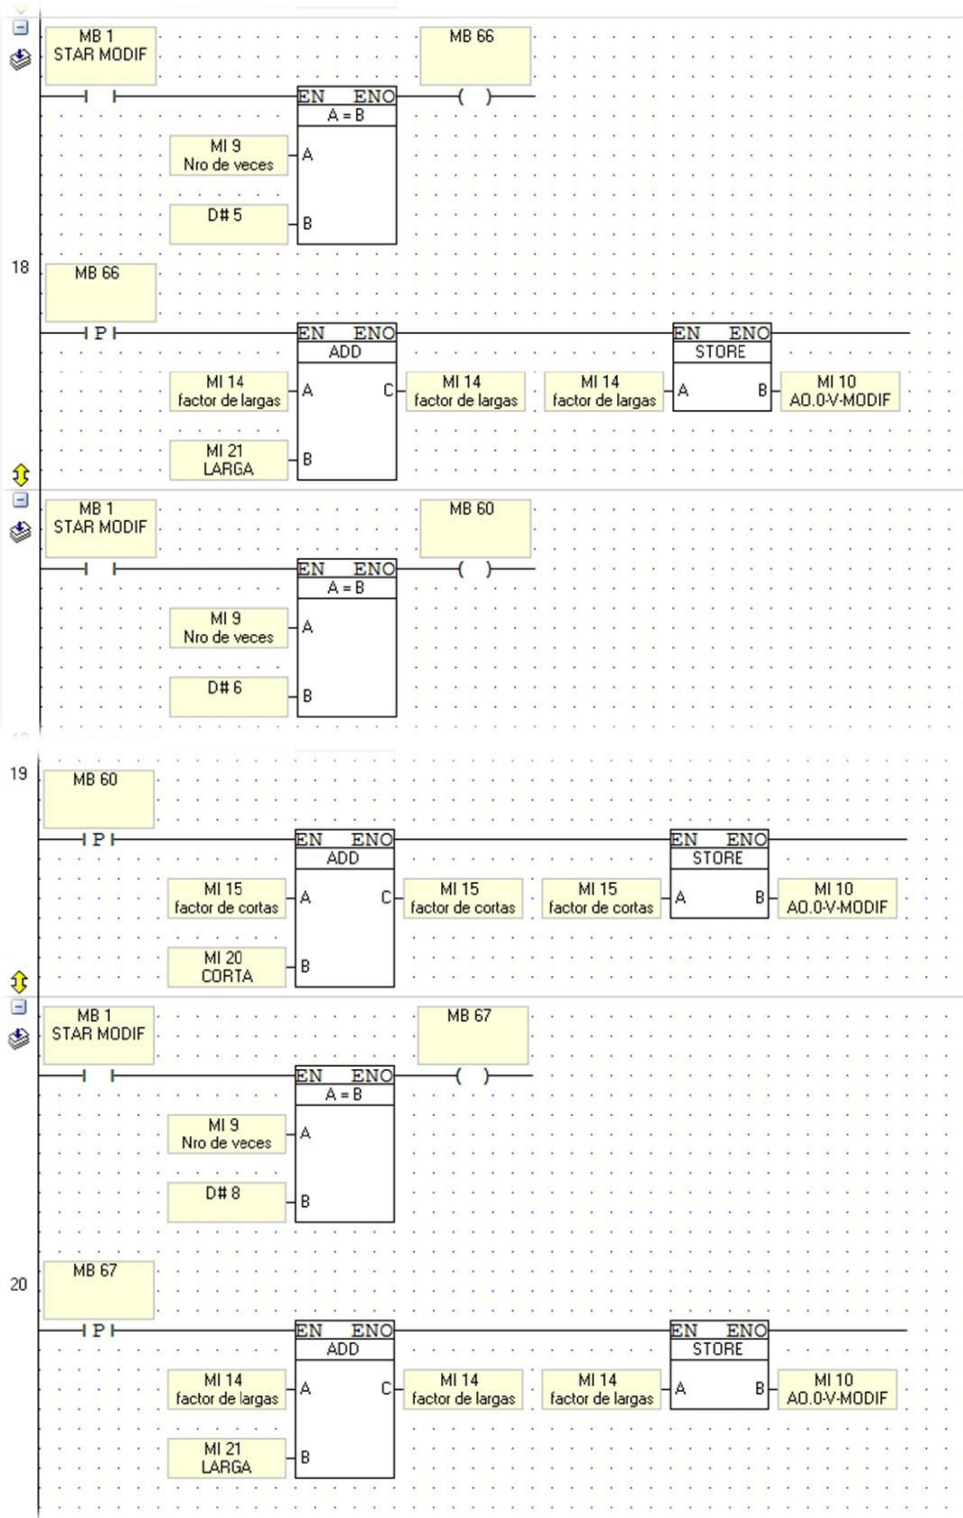 MB 1
STAR MODIF
MB 66
EN ENO
A = B
MI 9
Nro de veces
A
D# 5
B
18
MB 66
P
EN ENO
ADD
EN ENO
STORE
MI 14
factor de largas
A
C
MI 14
factor de largas
MI 14
factor de largas
A
B
MI 10
AO.0-V-MODIF
MI 21
LARGA
B
MB 1
STAR MODIF
MB 60
EN ENO
A = B
MI 9
Nro de veces
A
D# 6
B
19
MB 60
P
EN ENO
ADD
EN ENO
STORE
MI 15
factor de cortas
A
C
MI 15
factor de cortas
MI 15
factor de cortas
A
B
MI 10
AO.0-V-MODIF
MI 20
CORTA
B
MB 1
STAR MODIF
MB 67
EN ENO
A = B
MI 9
Nro de veces
A
D# 8
B
20
MB 67
P
EN ENO
ADD
EN ENO
STORE
MI 14
factor de largas
A
C
MI 14
factor de largas
MI 14
factor de largas
A
B
MI 10
AO.0-V-MODIF
MI 21
LARGA
B